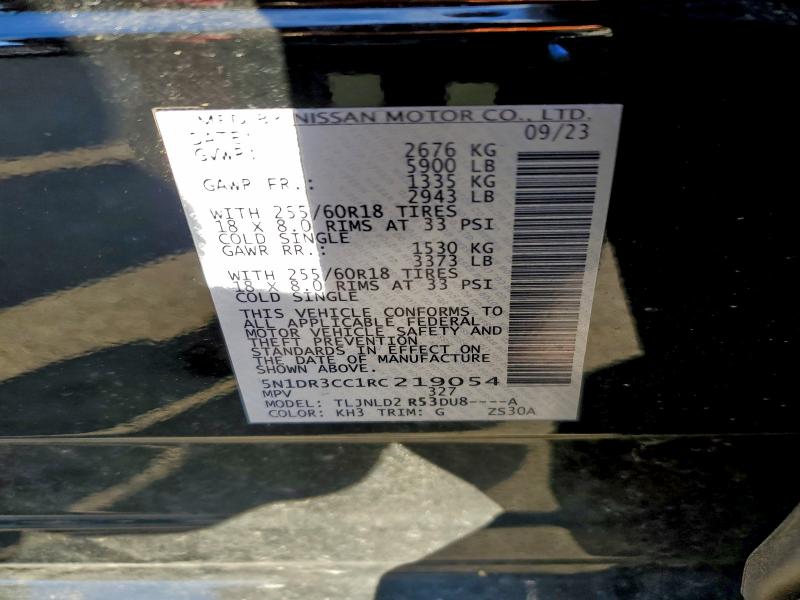 MFD BY NISSAN MOTOR CO., LTD.
DATE: 09/23
GVWR: 2676 KG
5900 LB
GAWR FR.: 1335 KG
2943 LB
WITH 255/60R18 TIRES
18 X 8.0 RIMS AT 33 PSI
COLD SINGLE
GAWR RR.: 1530 KG
3373 LB
WITH 255/60R18 TIRES
18 X 8.0 RIMS AT 33 PSI
COLD SINGLE
THIS VEHICLE CONFORMS TO
ALL APPLICABLE FEDERAL
MOTOR VEHICLE SAFETY AND
THEFT PREVENTION
STANDARDS IN EFFECT ON
THE DATE OF MANUFACTURE
SHOWN ABOVE.
5N1DR3CC1RC219054
MPV 327
MODEL: TLJNLD2 R53DU8----A
COLOR: KH3 TRIM: G ZS30A